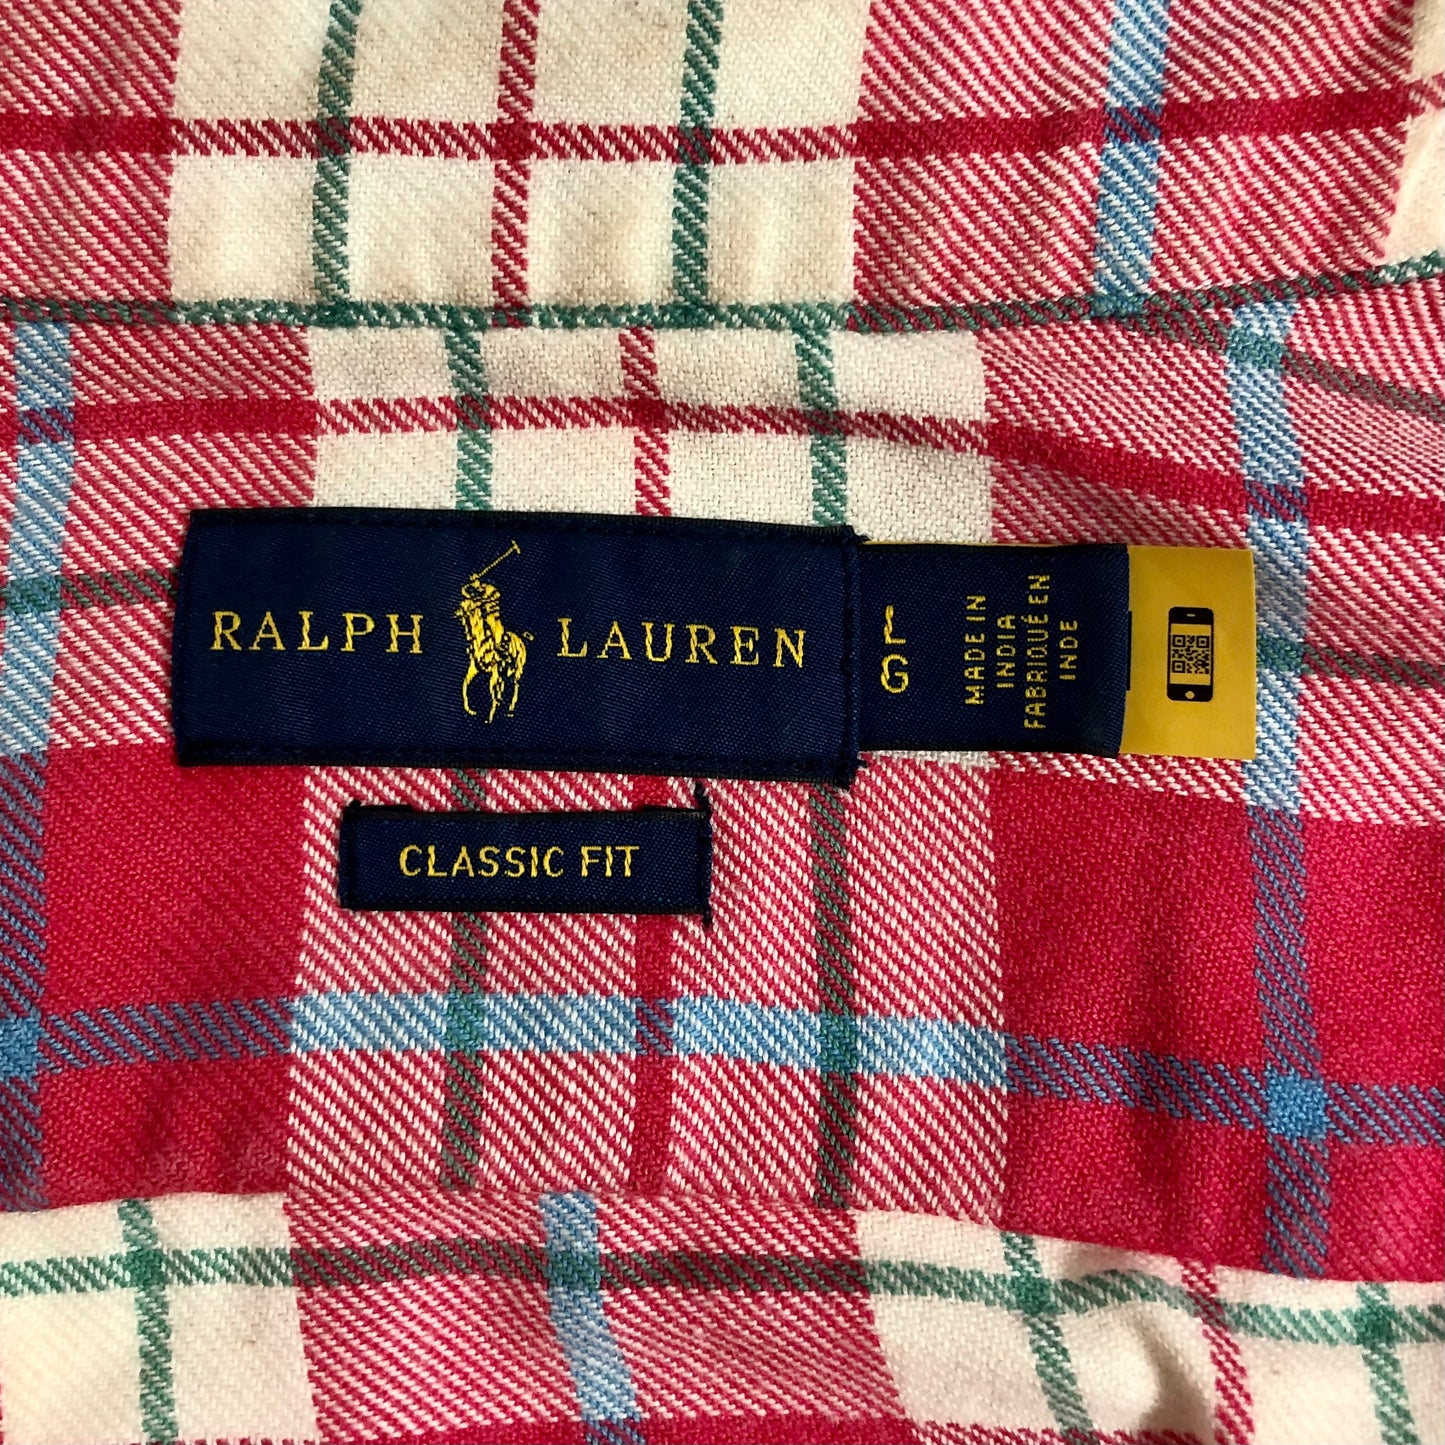 RALPH LAUREN
L
G
MADE IN
INDIA
FABRIQUÉ EN
INDE
CLASSIC FIT